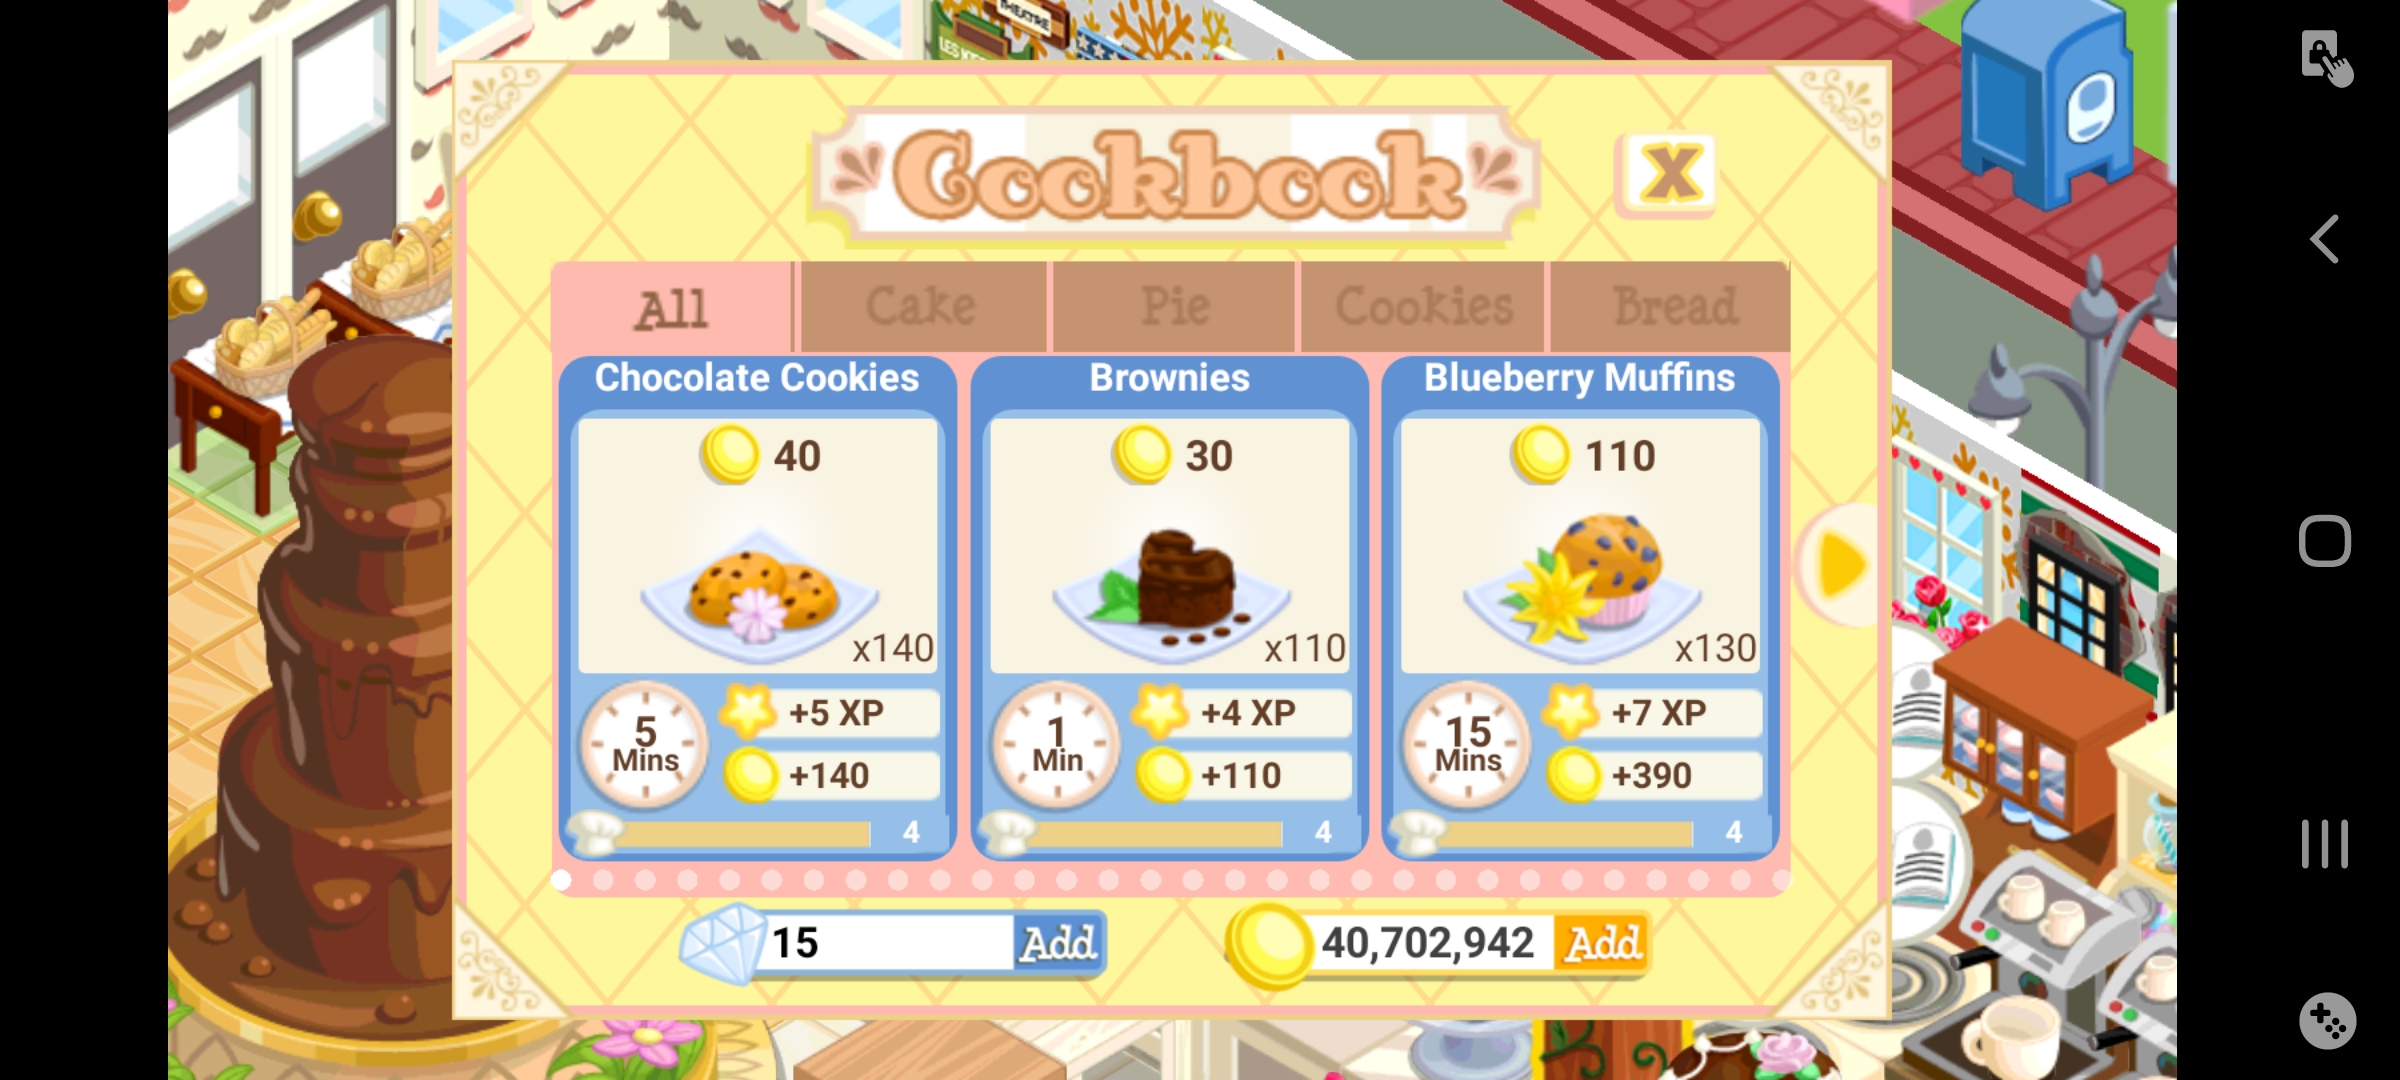 THEATRE
Cookbook
X
All
Cake
Pie
Cookies
Bread
Chocolate Cookies
40
x140
5
Mins
+5 XP
+140
4
Brownies
30
x110
1
Min
+4 XP
+110
4
Blueberry Muffins
110
x130
15
Mins
+7 XP
+390
4
15
Add
40,702,942
Add